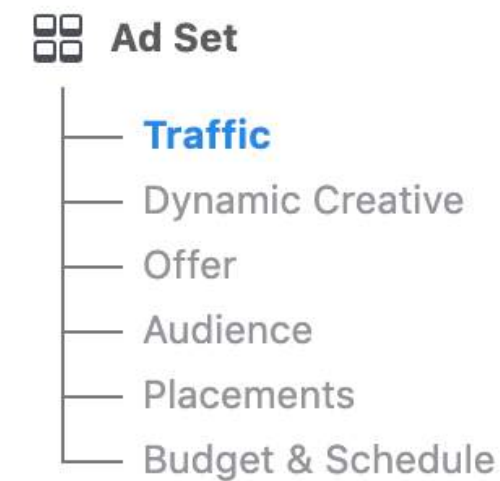 Ad Set
Traffic
Dynamic Creative
Offer
Audience
Placements
Budget & Schedule